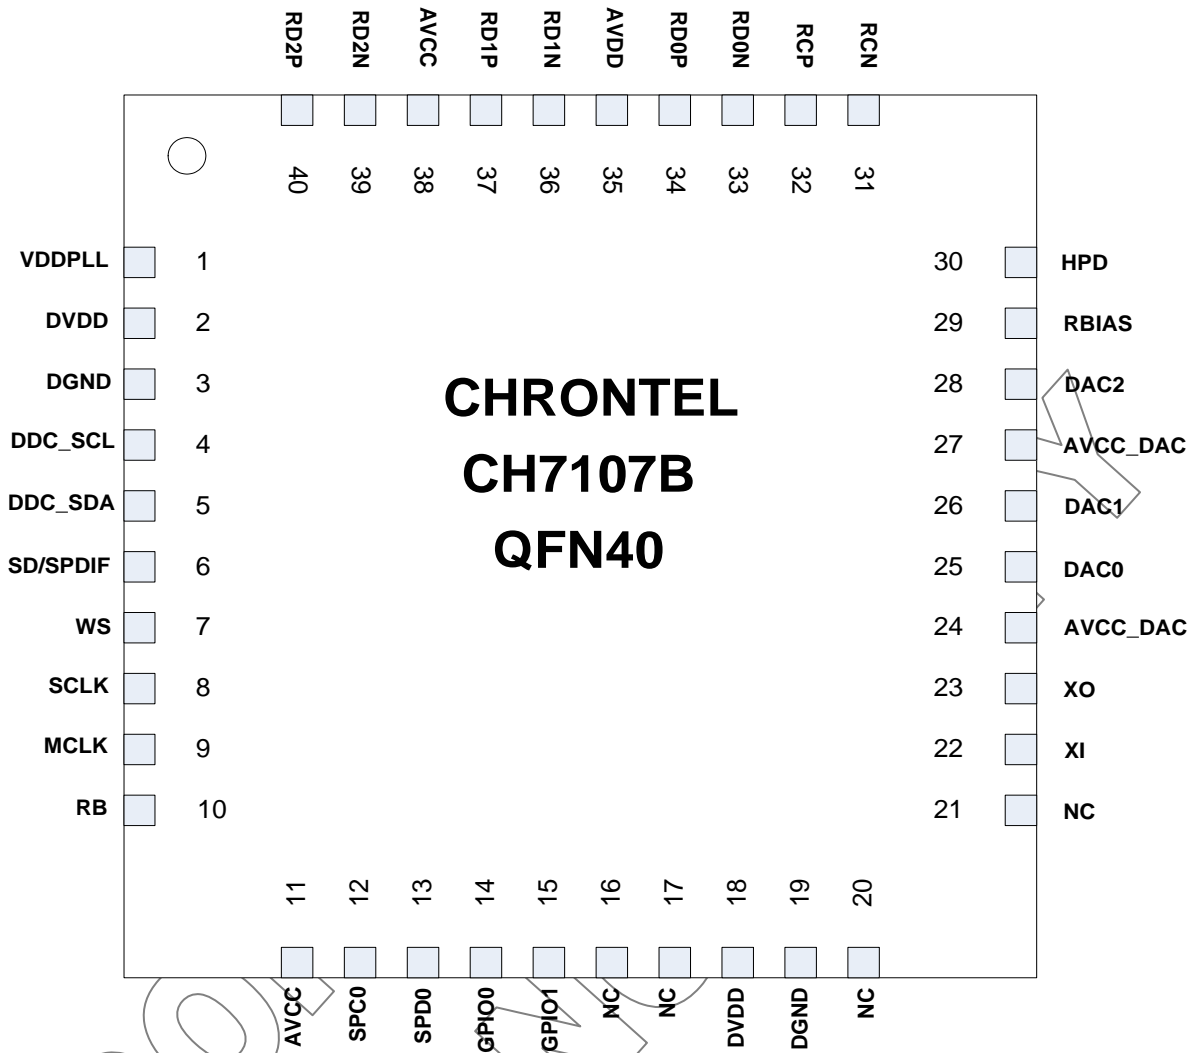 RD2P RD2N AVCC RD1P RD1N AVDD RD0P RD0N RCP RCN
40 39 38 37 36 35 34 33 32 31
VDDPLL 1 30 HPD
DVDD 2 29 RBIAS
DGND 3 28 DAC2
CHRONTEL
DDC_SCL 4 27 AVCC_DAC
CH7107B
DDC_SDA 5 26 DAC1
QFN40
SD/SPDIF 6 25 DAC0
WS 7 24 AVCC_DAC
SCLK 8 23 XO
MCLK 9 22 XI
RB 10 21 NC
11 12 13 14 15 16 17 18 19 20
AVCC SPC0 SPD0 GPIO0 GPIO1 NC NC DVDD DGND NC